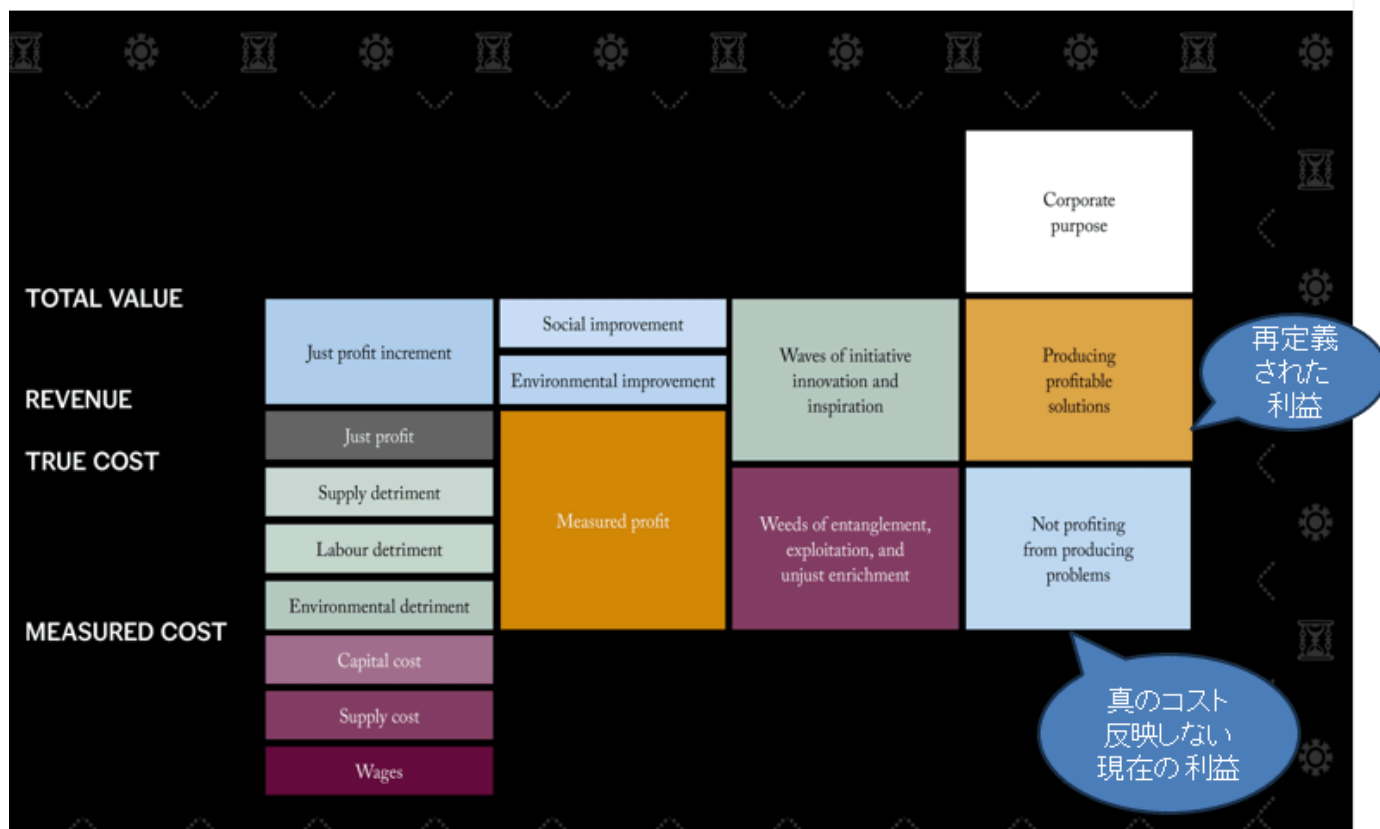 Corporate
purpose
TOTAL VALUE
REVENUE
TRUE COST
MEASURED COST
Just profit increment
Just profit
Supply detriment
Labour detriment
Environmental detriment
Capital cost
Supply cost
Wages
Social improvement
Environmental improvement
Measured profit
Waves of initiative
innovation and
inspiration
Weeds of entanglement,
exploitation, and
unjust enrichment
Producing
profitable
solutions
Not profiting
from producing
problems
再定義
された
利益
真のコスト
反映しない
現在の利益